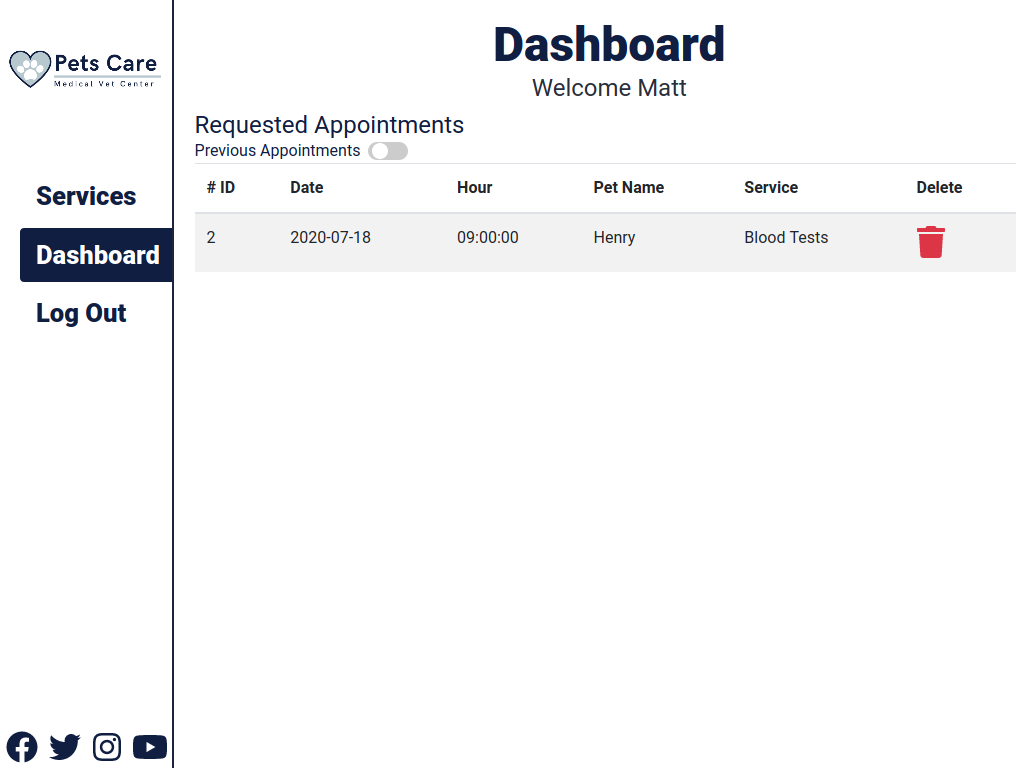 Pets Care
Medical Vet Center
Services
Dashboard
Log Out
Dashboard
Welcome Matt
Requested Appointments
Previous Appointments
# ID Date Hour Pet Name Service Delete
2 2020-07-18 09:00:00 Henry Blood Tests